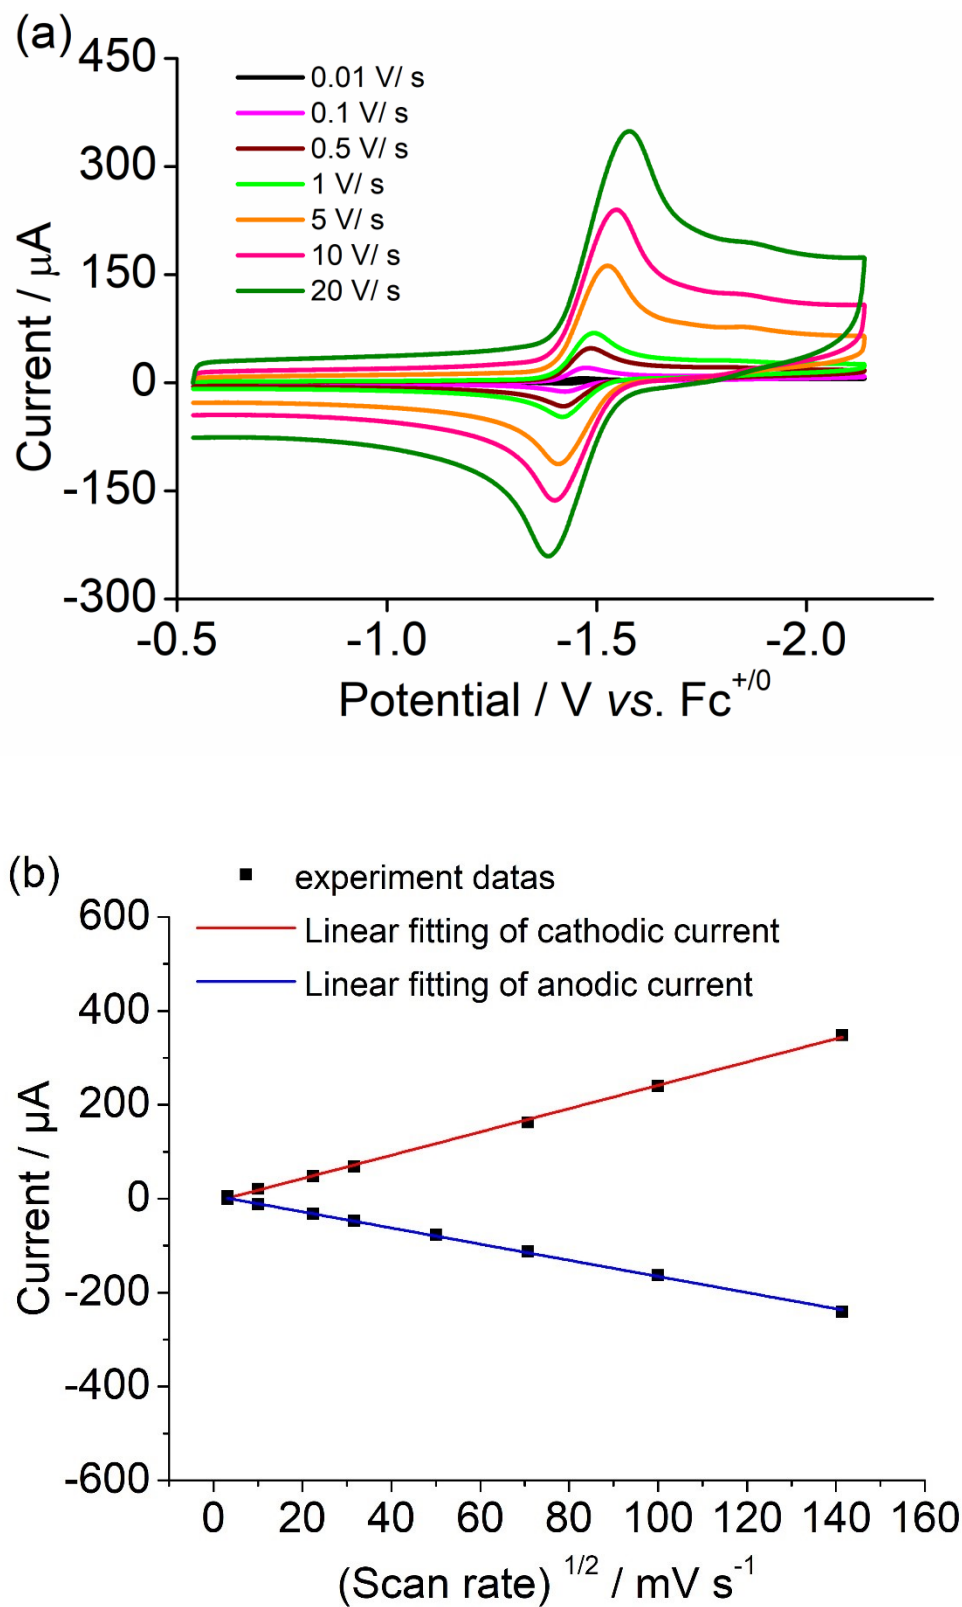 (a)
450
300
150
0
-150
-300
Current / μA
0.01 V/ s
0.1 V/ s
0.5 V/ s
1 V/ s
5 V/ s
10 V/ s
20 V/ s
-0.5
-1.0
-1.5
-2.0
Potential / V vs. Fc+/0
(b)
experiment datas
Linear fitting of cathodic current
Linear fitting of anodic current
600
400
200
0
-200
-400
-600
Current / μA
0 20 40 60 80 100 120 140 160
(Scan rate) 1/2 / mV s-1